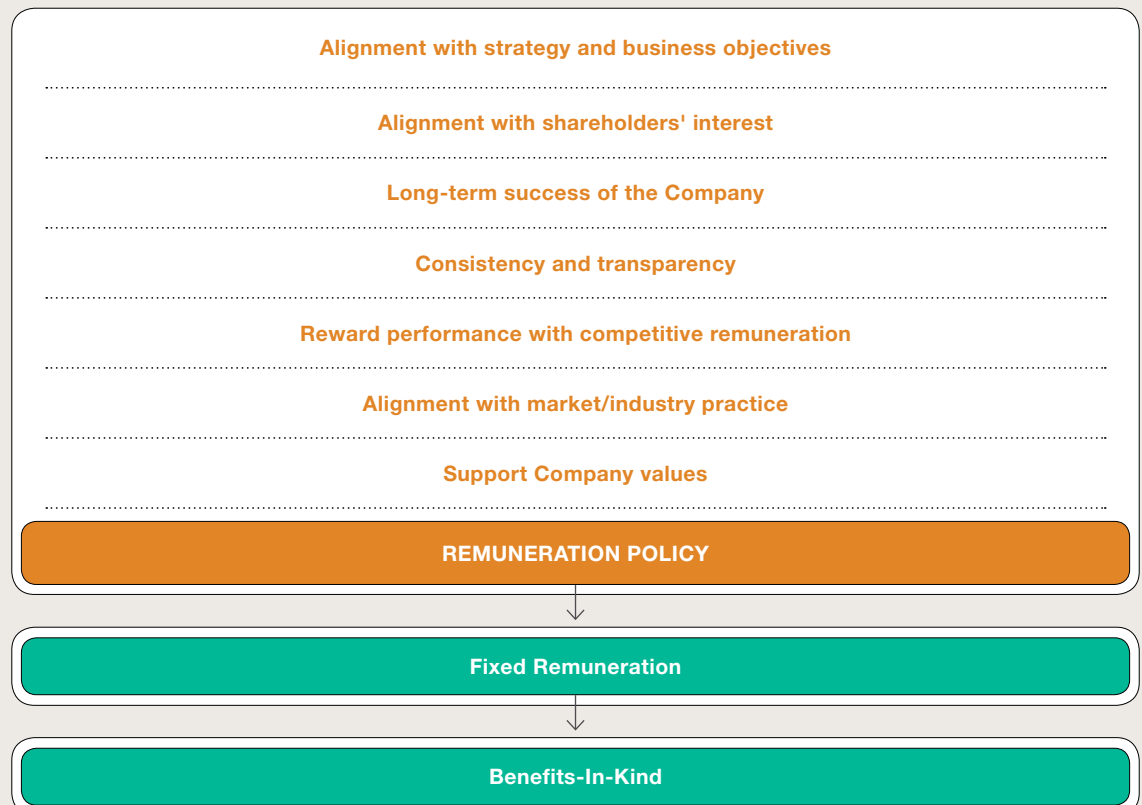 Alignment with strategy and business objectives
Alignment with shareholders' interest
Long-term success of the Company
Consistency and transparency
Reward performance with competitive remuneration
Alignment with market/industry practice
Support Company values
REMUNERATION POLICY
Fixed Remuneration
Benefits-In-Kind